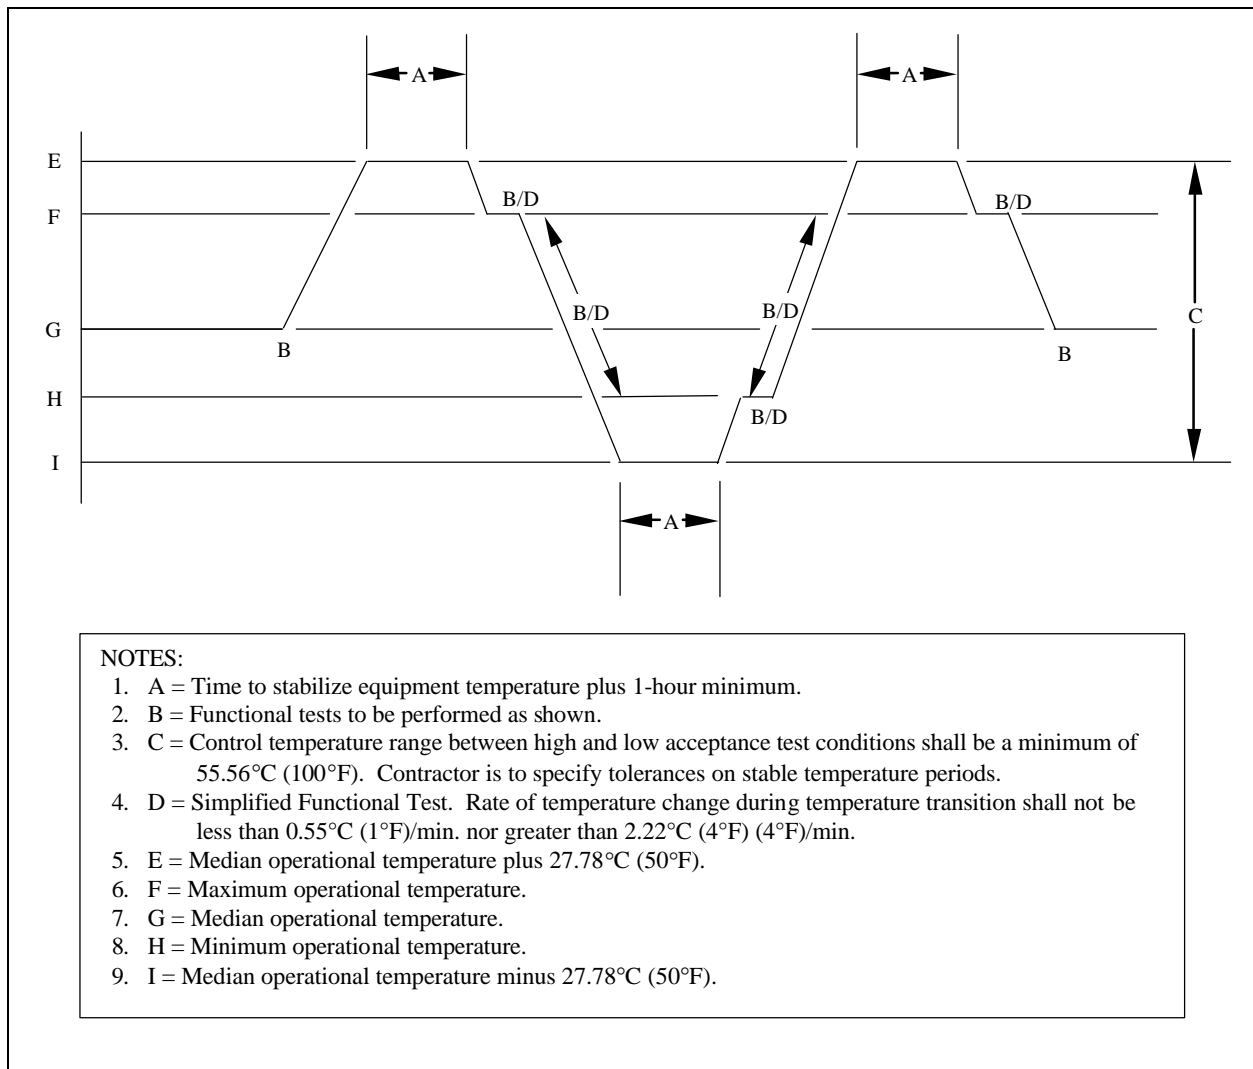 A A
E
B/D B/D
F
B/D B/D
G
C
B B
H
B/D
I
A
NOTES:
1. A = Time to stabilize equipment temperature plus 1-hour minimum.
2. B = Functional tests to be performed as shown.
3. C = Control temperature range between high and low acceptance test conditions shall be a minimum of
55.56°C (100°F). Contractor is to specify tolerances on stable temperature periods.
4. D = Simplified Functional Test. Rate of temperature change during temperature transition shall not be
less than 0.55°C (1°F)/min. nor greater than 2.22°C (4°F) (4°F)/min.
5. E = Median operational temperature plus 27.78°C (50°F).
6. F = Maximum operational temperature.
7. G = Median operational temperature.
8. H = Minimum operational temperature.
9. I = Median operational temperature minus 27.78°C (50°F).